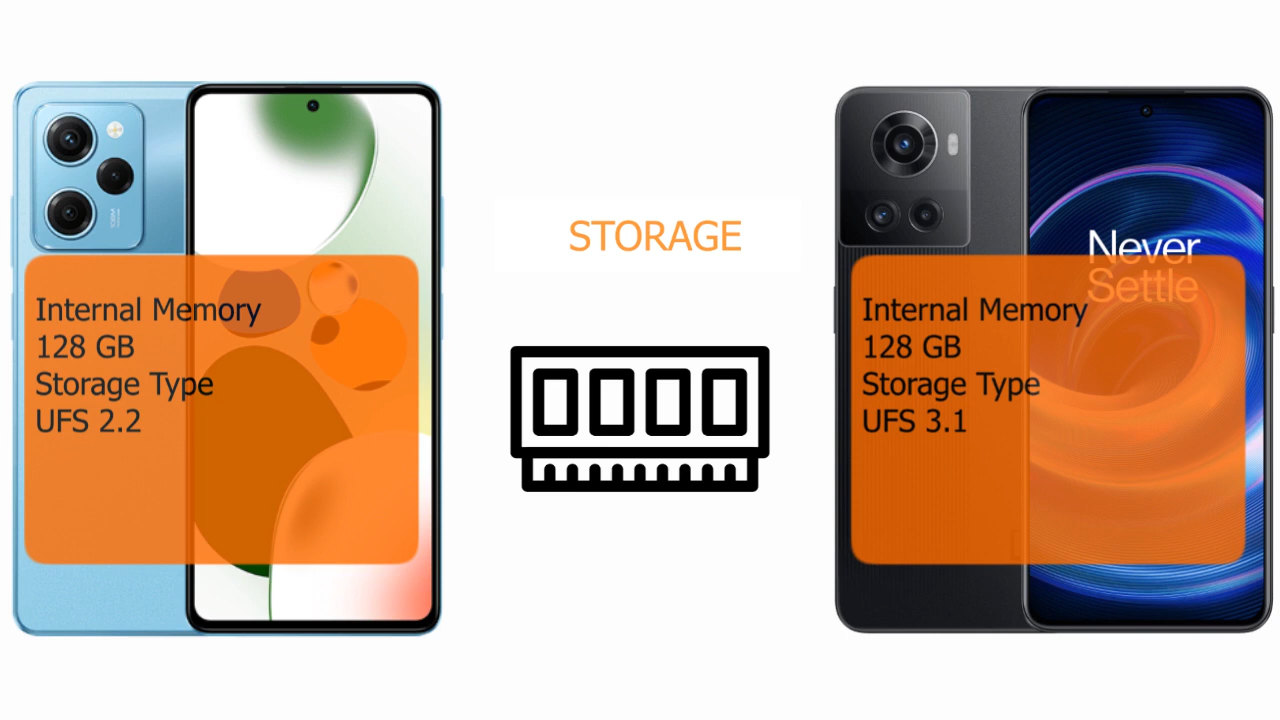 STORAGE
Internal Memory
128 GB
Storage Type
UFS 2.2
Never
Settle
Internal Memory
128 GB
Storage Type
UFS 3.1